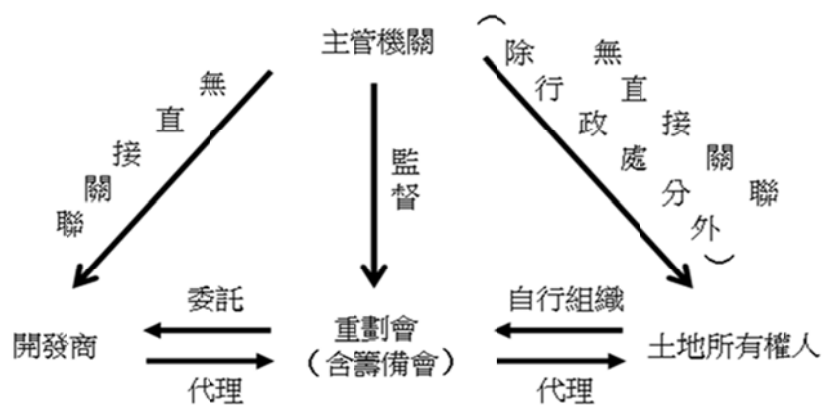 主管機關
無直接關聯
監督
無直接關聯
（除行政處分外）
委託
自行組織
開發商
重劃會
（含籌備會）
土地所有權人
代理
代理